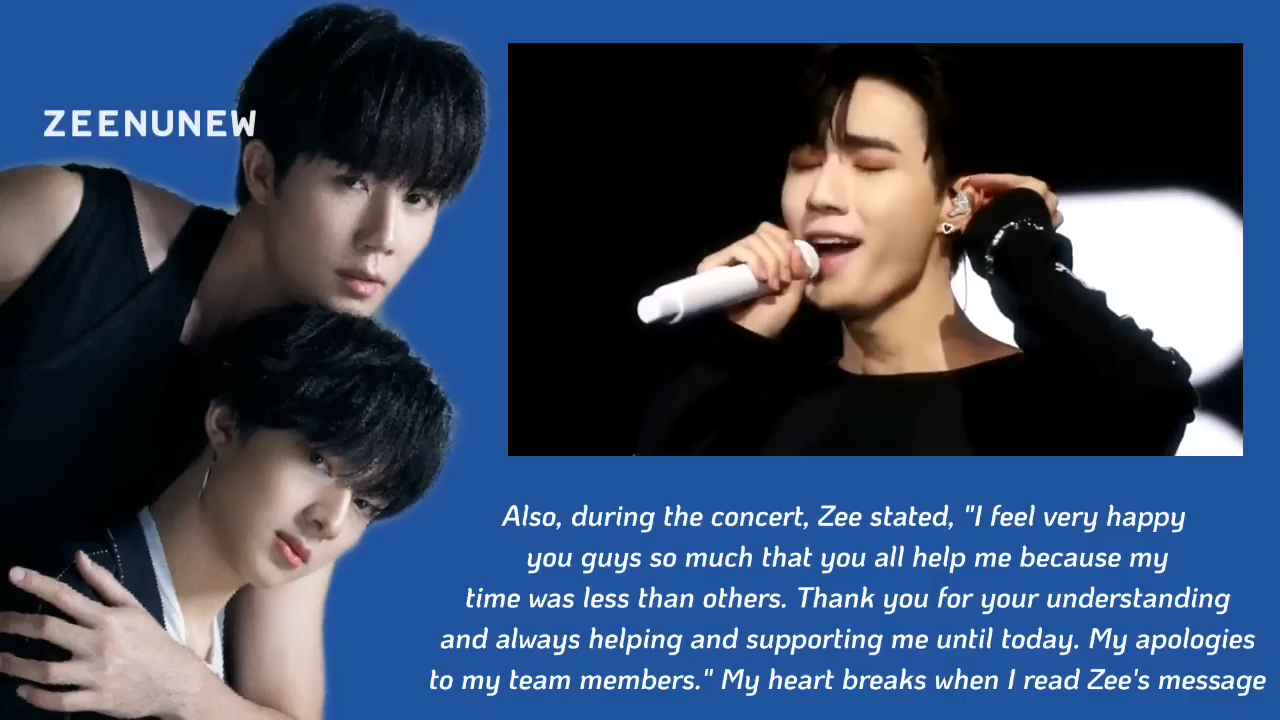 ZEENUNEW
Also, during the concert, Zee stated, "I feel very happy
you guys so much that you all help me because my
time was less than others. Thank you for your understanding
and always helping and supporting me until today. My apologies
to my team members." My heart breaks when I read Zee's message